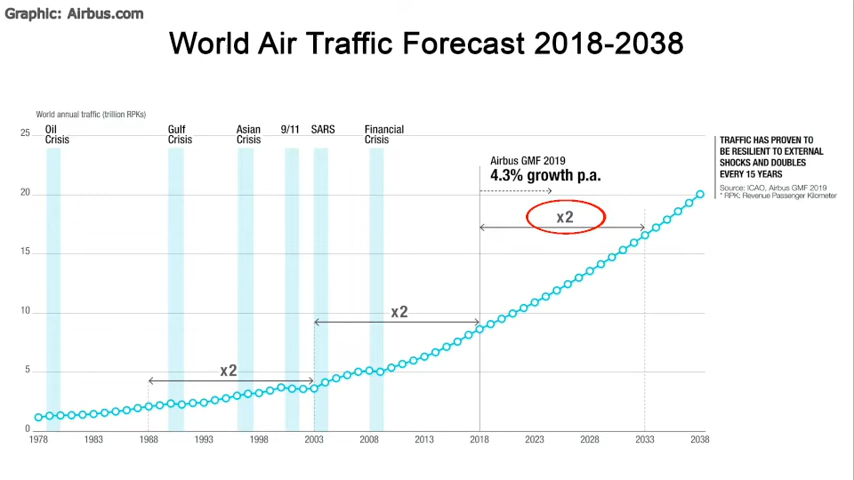 Graphic: Airbus.com
World Air Traffic Forecast 2018-2038
World annual traffic (trillion RPKs)
25
20
15
10
5
0
Oil
Crisis
Gulf
Crisis
Asian
Crisis
9/11
SARS
Financial
Crisis
Airbus GMF 2019
4.3% growth p.a.
x2
x2
x2
TRAFFIC HAS PROVEN TO
BE RESILIENT TO EXTERNAL
SHOCKS AND DOUBLES
EVERY 15 YEARS
Source: ICAO, Airbus GMF 2019
* RPK: Revenue Passenger Kilometer
1978 1983 1988 1993 1998 2003 2008 2013 2018 2023 2028 2033 2038